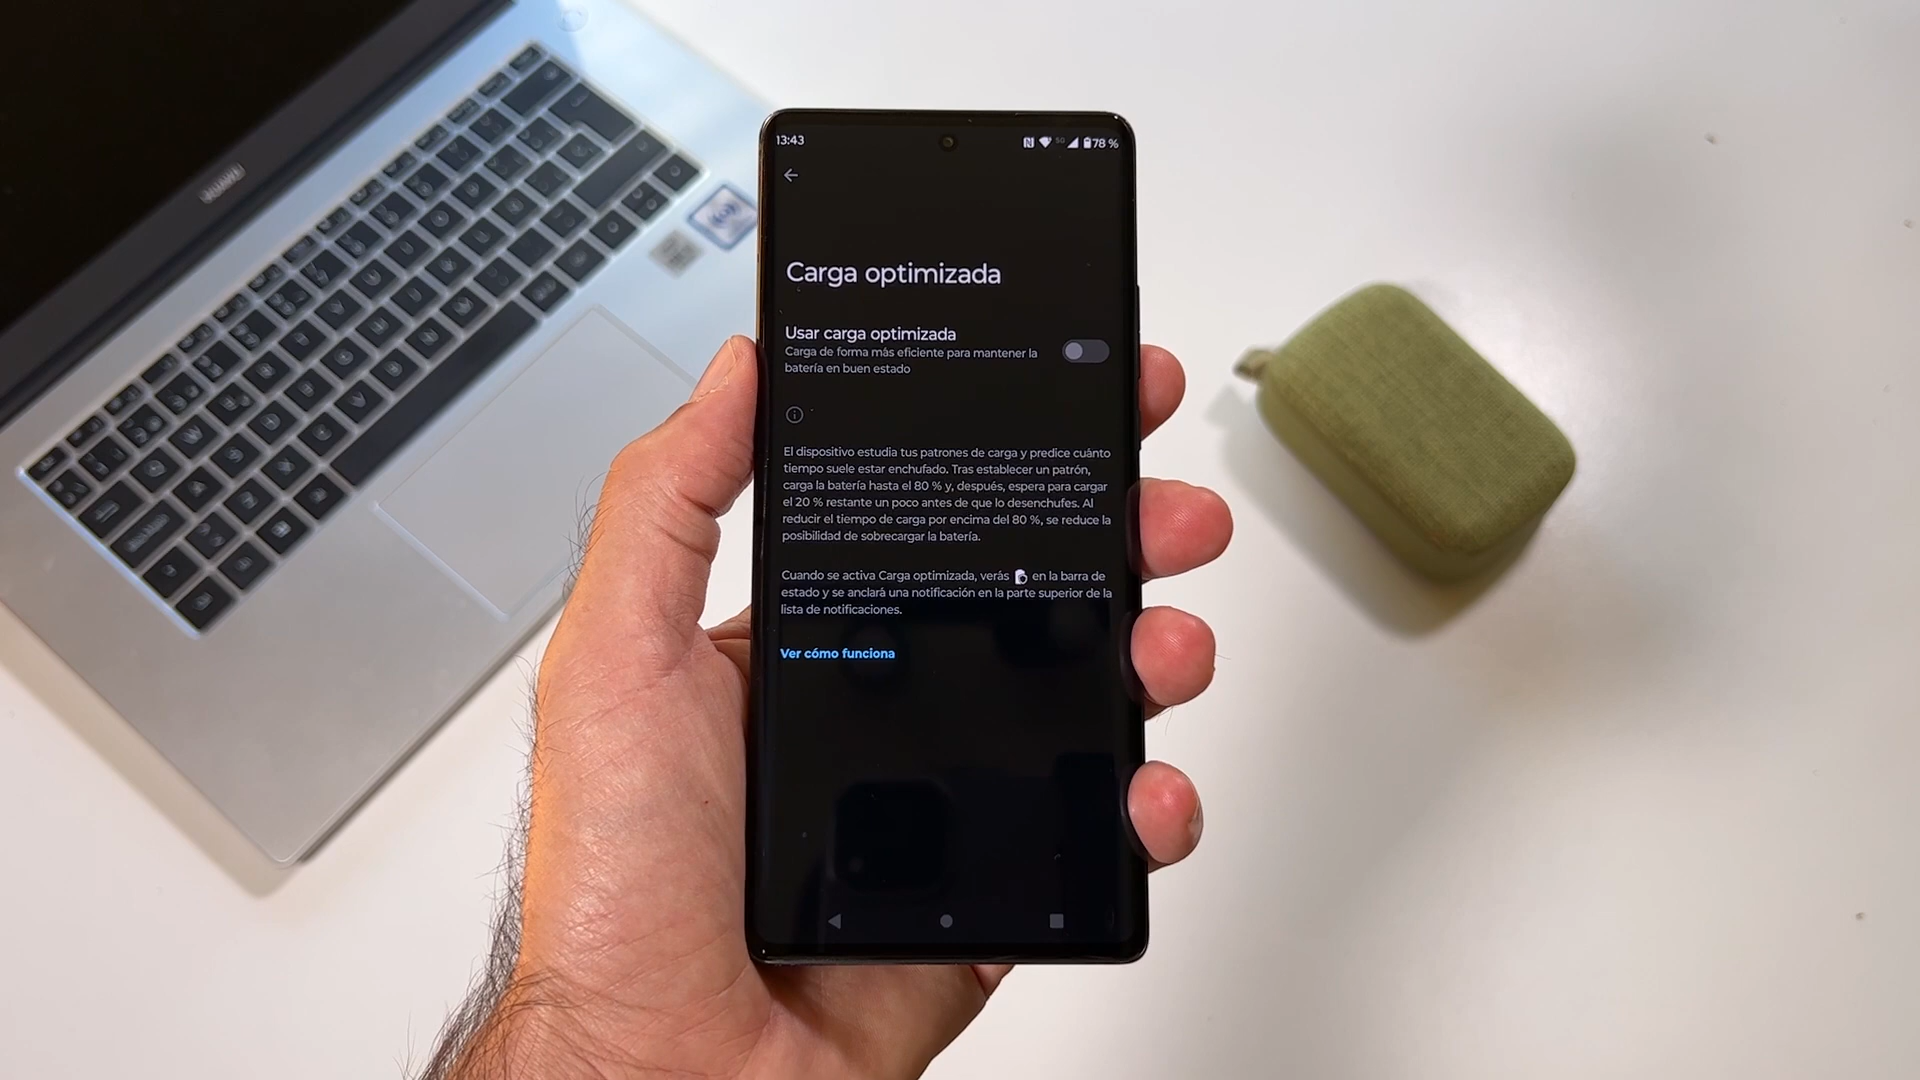 13:43
5G
78 %
Carga optimizada
Usar carga optimizada
Carga de forma más eficiente para mantener la
batería en buen estado
El dispositivo estudia tus patrones de carga y predice cuánto
tiempo suele estar enchufado. Tras establecer un patrón,
carga la batería hasta el 80 % y, después, espera para cargar
el 20 % restante un poco antes de que lo desenchufes. Al
reducir el tiempo de carga por encima del 80 %, se reduce la
posibilidad de sobrecargar la batería.
Cuando se activa Carga optimizada, verás en la barra de
estado y se anclará una notificación en la parte superior de la
lista de notificaciones.
Ver cómo funciona